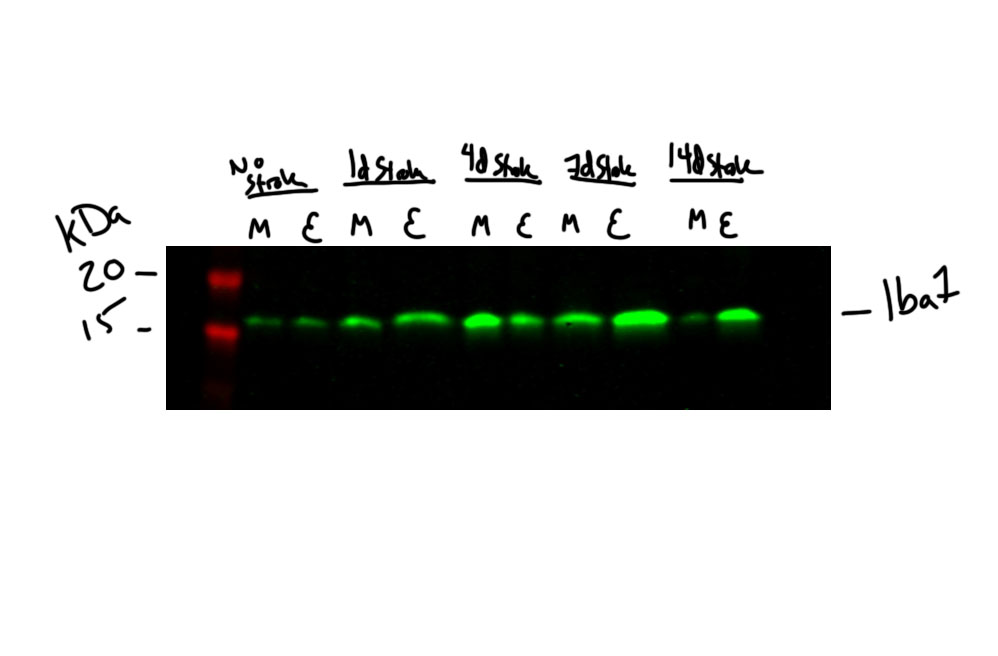 No 1d Stroke 4d Stroke 7d Stroke 14d Stroke
Stroke
kDa M E M E M E M E M E
20 -
15 - - Iba1